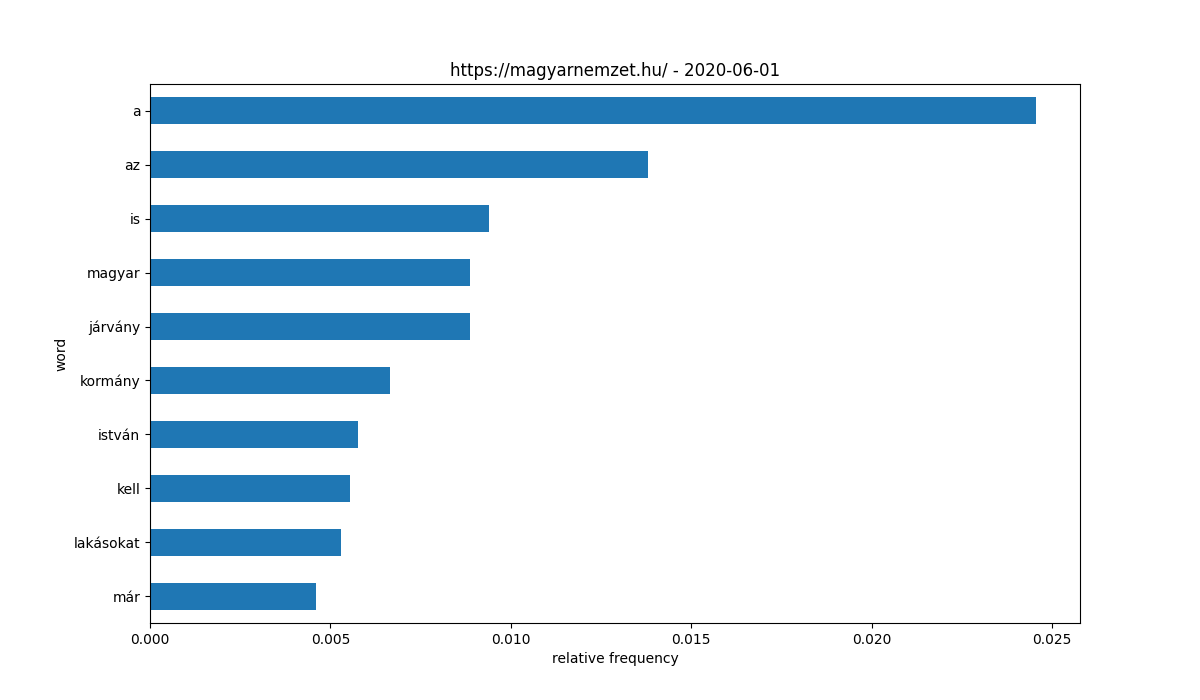 https://magyarnemzet.hu/ - 2020-06-01
a
az
is
magyar
járvány
kormány
istván
kell
lakásokat
már
word
0.000 0.005 0.010 0.015 0.020 0.025
relative frequency